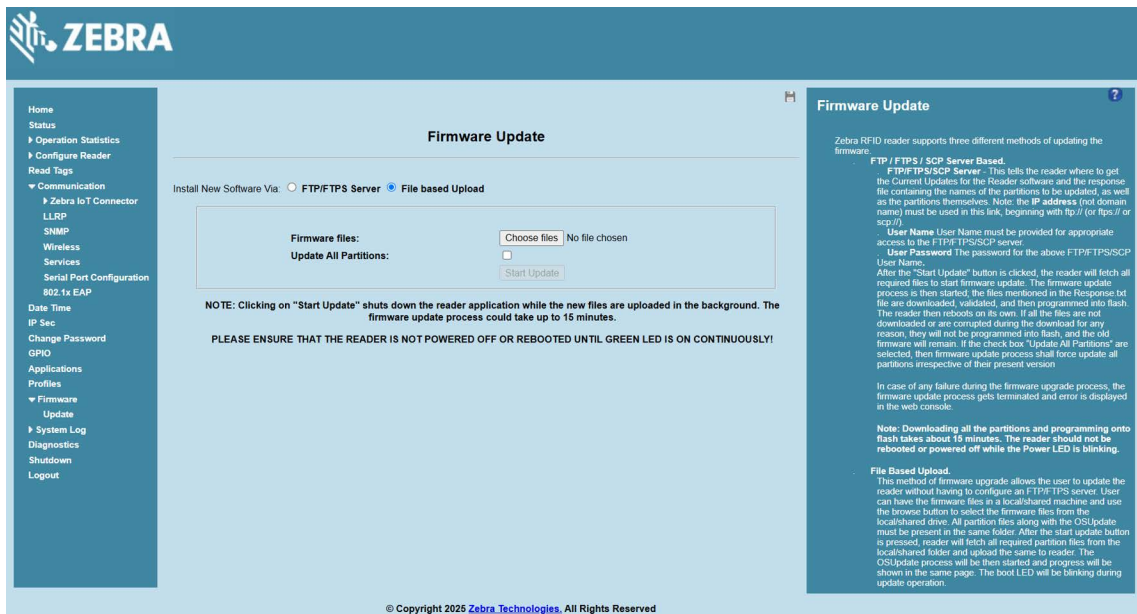 ZEBRA
Home
Status
Operation Statistics
Configure Reader
Read Tags
Communication
Zebra IoT Connector
LLRP
SNMP
Wireless
Services
Serial Port Configuration
802.1x EAP
Date Time
IP Sec
Change Password
GPIO
Applications
Profiles
Firmware
Update
System Log
Diagnostics
Shutdown
Logout
Firmware Update
Install New Software Via: FTP/FTPS Server File based Upload
Firmware files: Choose files No file chosen
Update All Partitions:
Start Update
NOTE: Clicking on "Start Update" shuts down the reader application while the new files are uploaded in the background. The
firmware update process could take up to 15 minutes.
PLEASE ENSURE THAT THE READER IS NOT POWERED OFF OR REBOOTED UNTIL GREEN LED IS ON CONTINUOUSLY!
?
Firmware Update
Zebra RFID reader supports three different methods of updating the
firmware.
FTP / FTPS / SCP Server Based.
FTP/FTPS/SCP Server - This tells the reader where to get
the Current Updates for the Reader software and the response
file containing the names of the partitions to be updated, as well
as the partitions themselves. Note: the IP address (not domain
name) must be used in this link, beginning with ftp:// (or ftps:// or
scp://).
User Name User Name must be provided for appropriate
access to the FTP/FTPS/SCP server.
User Password The password for the above FTP/FTPS/SCP
User Name.
After the "Start Update" button is clicked, the reader will fetch all
required files to start firmware update. The firmware update
process is then started; the files mentioned in the Response.txt
file are downloaded, validated, and then programmed into flash.
The reader then reboots on its own. If all the files are not
downloaded or are corrupted during the download for any
reason, they will not be programmed into flash, and the old
firmware will remain. If the check box "Update All Partitions" are
selected, then firmware update process shall force update all
partitions irrespective of their present version
In case of any failure during the firmware upgrade process, the
firmware update process gets terminated and error is displayed
in the web console.
Note: Downloading all the partitions and programming onto
flash takes about 15 minutes. The reader should not be
rebooted or powered off while the Power LED is blinking.
File Based Upload.
This method of firmware upgrade allows the user to update the
reader without having to configure an FTP/FTPS server. User
can have the firmware files in a local/shared machine and use
the browse button to select the firmware files from the
local/shared drive. All partition files along with the OSUpdate
must be present in the same folder. After the start update button
is pressed, reader will fetch all required partition files from the
local/shared folder and upload the same to reader. The
OSUpdate process will be then started and progress will be
shown in the same page. The boot LED will be blinking during
update operation.
© Copyright 2025 Zebra Technologies. All Rights Reserved